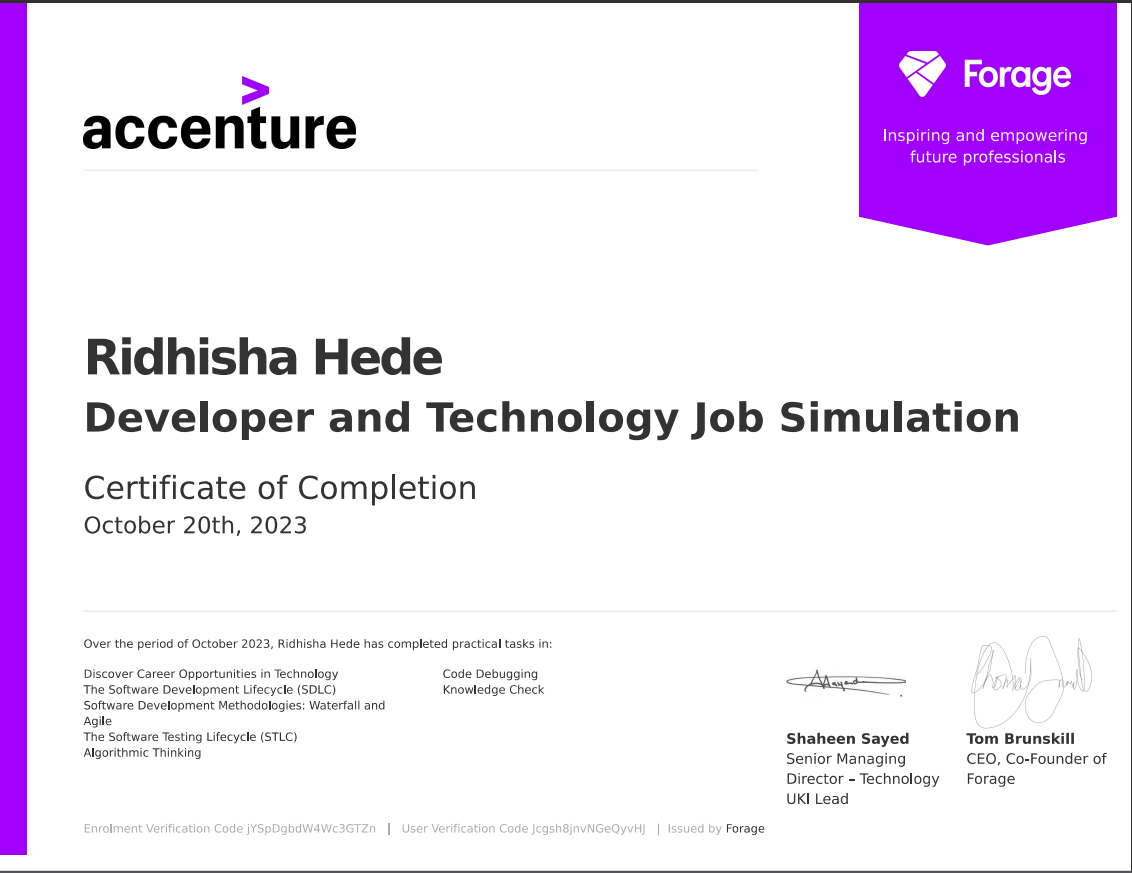 accenture
>
Forage
Inspiring and empowering
future professionals
Ridhisha Hede
Developer and Technology Job Simulation
Certificate of Completion
October 20th, 2023
Over the period of October 2023, Ridhisha Hede has completed practical tasks in:
Discover Career Opportunities in Technology
The Software Development Lifecycle (SDLC)
Software Development Methodologies: Waterfall and
Agile
The Software Testing Lifecycle (STLC)
Algorithmic Thinking
Code Debugging
Knowledge Check
Shaheen Sayed
Senior Managing
Director – Technology
UKI Lead
Tom Brunskill
CEO, Co-Founder of
Forage
Enrolment Verification Code jYSpDgbdW4Wc3GTZn | User Verification Code Jcgsh8jnvNGeQyvHJ | Issued by Forage